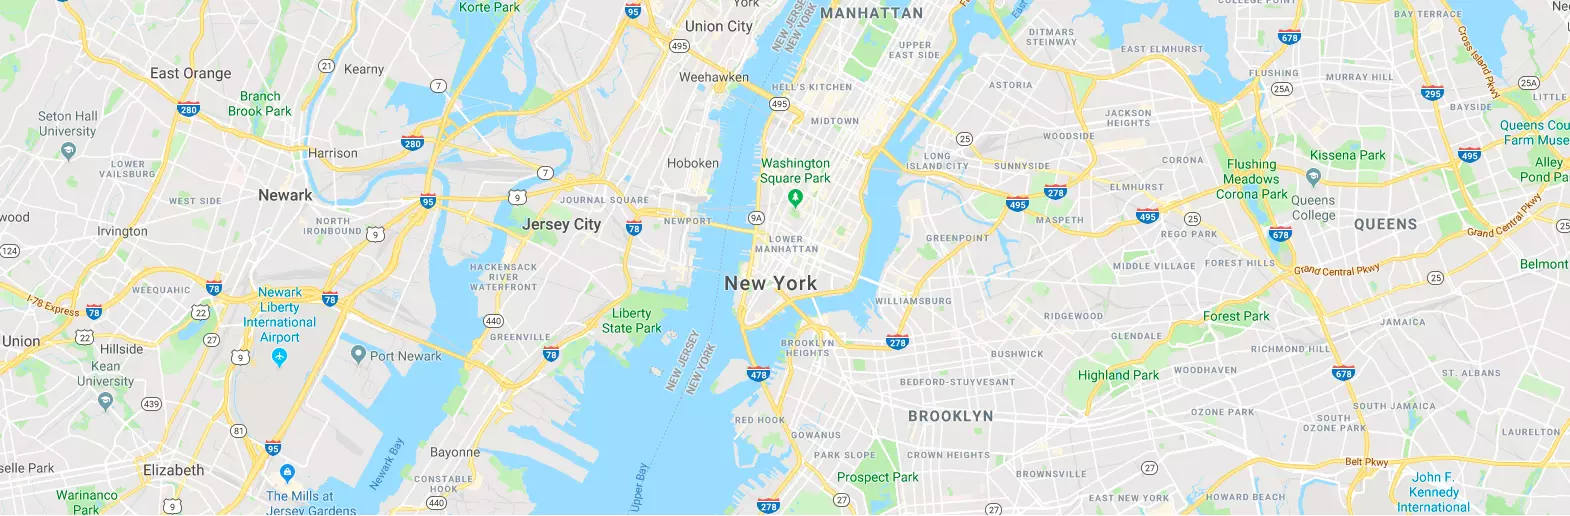 Korte Park
95
York
Union City
495
NEW JERSEY
NEW YORK
MANHATTAN
UPPER
EAST SIDE
East
DITMARS
STEINWAY
COLLEGE POINT
EAST ELMHURST
678
BAY TERRACE
Cross Island Pkwy
East Orange
Kearny
21
7
Weehawken
HELL'S KITCHEN
495
MIDTOWN
ASTORIA
FLUSHING
25A
MURRAY HILL
295
BAYSIDE
25A
LITTLE
Branch
Brook Park
280
Seton Hall
University
JACKSON
HEIGHTS
WOODSIDE
25
Queens Cou
Farm Muse
280
Harrison
LOWER
VAILSBURG
7
Hoboken
Washington
Square Park
LONG
ISLAND CITY
SUNNYSIDE
CORONA
Flushing
Meadows
Corona Park
Kissena Park
495
Alley
Pond Par
Newark
WEST SIDE
95
9
JOURNAL SQUARE
278
495
ELMHURST
Queens
College
wood
Irvington
NORTH
IRONBOUND
9
Jersey City
78
NEWPORT
9A
LOWER
MANHATTAN
GREENPOINT
MASPETH
495
25
REGO PARK
678
QUEENS
Grand Central Pkwy
25
124
HACKENSACK
RIVER
WATERFRONT
New York
MIDDLE VILLAGE
FOREST HILLS
Grand Central Pkwy
25
Belmont
WEEQUAHIC
78
Newark
Liberty
International
Airport
78
I-78 Express
78
22
27
440
GREENVILLE
Liberty
State Park
WILLIAMSBURG
RIDGEWOOD
Forest Park
JAMAICA
Union
22
Hillside
9
Port Newark
78
NEW JERSEY
NEW YORK
BROOKLYN
HEIGHTS
278
BUSHWICK
GLENDALE
RICHMOND HILL
Kean
University
478
BEDFORD-STUYVESANT
Highland Park
WOODHAVEN
678
ST. ALBANS
439
81
95
RED HOOK
BROOKLYN
OZONE PARK
SOUTH
OZONE PARK
SOUTH JAMAICA
GOWANUS
LAURELTON
selle Park
Elizabeth
Newark Bay
Bayonne
PARK SLOPE
CROWN HEIGHTS
BROWNSVILLE
27
Belt Pkwy
The Mills at
Jersey Gardens
CONSTABLE
HOOK
440
Upper Bay
Prospect Park
Warinanco
Park
9
278
27
27
EAST NEW YORK
HOWARD BEACH
John F.
Kennedy
International